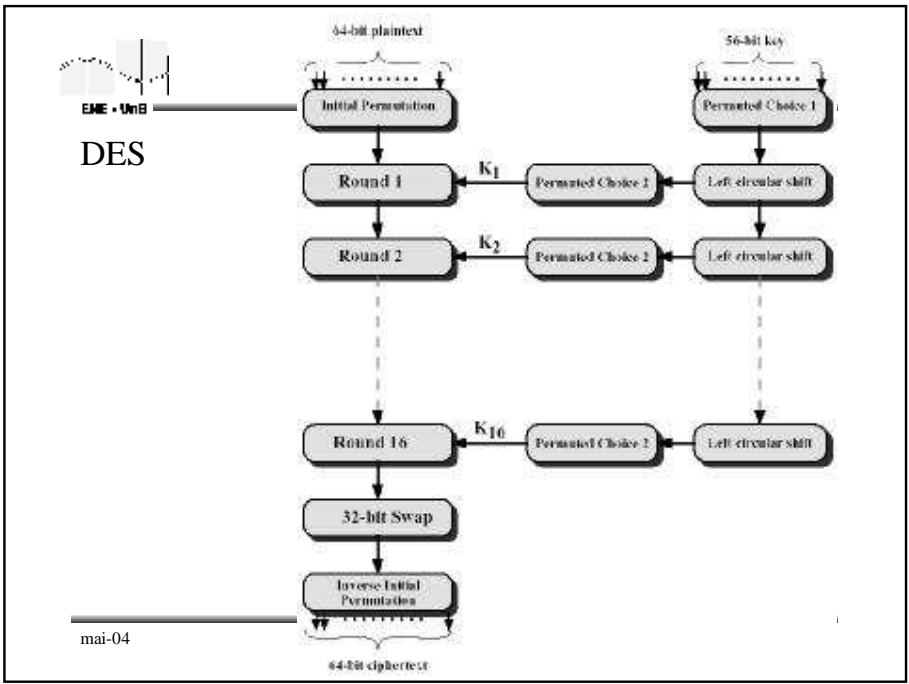 64-bit plaintext
56-bit key
ENE • UnB
Initial Permutation
Permuted Choice 1
DES
Round 1
K1
Permuted Choice 2
Left circular shift
Round 2
K2
Permuted Choice 2
Left circular shift
Round 16
K16
Permuted Choice 2
Left circular shift
32-bit Swap
Inverse Initial
Permutation
mai-04
64-bit ciphertext